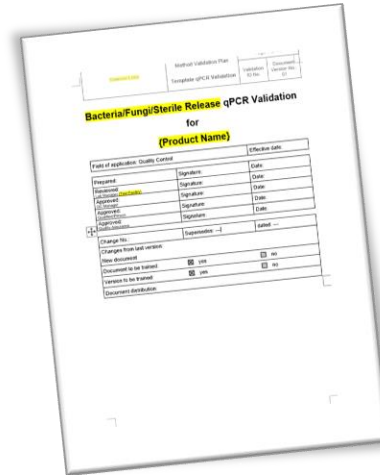 Method Validation Plan
Template qPCR Validation
Validation ID No.
Document Version No. 01
Bacteria/Fungi/Sterile Release qPCR Validation
for
{Product Name}
Field of application: Quality Control
Effective date:
Prepared: Signature: Date:
Reviewed: Signature: Date:
Approved: Signature: Date:
Approved: Signature: Date:
Approved: Signature: Date:
Quality Assurance
Change No.: Supersedes: ---/ dated: ---
Changes from last version:
New document
Document to be trained: ☒ yes ☐ no
Version to be trained: ☒ yes ☐ no
Document distribution: